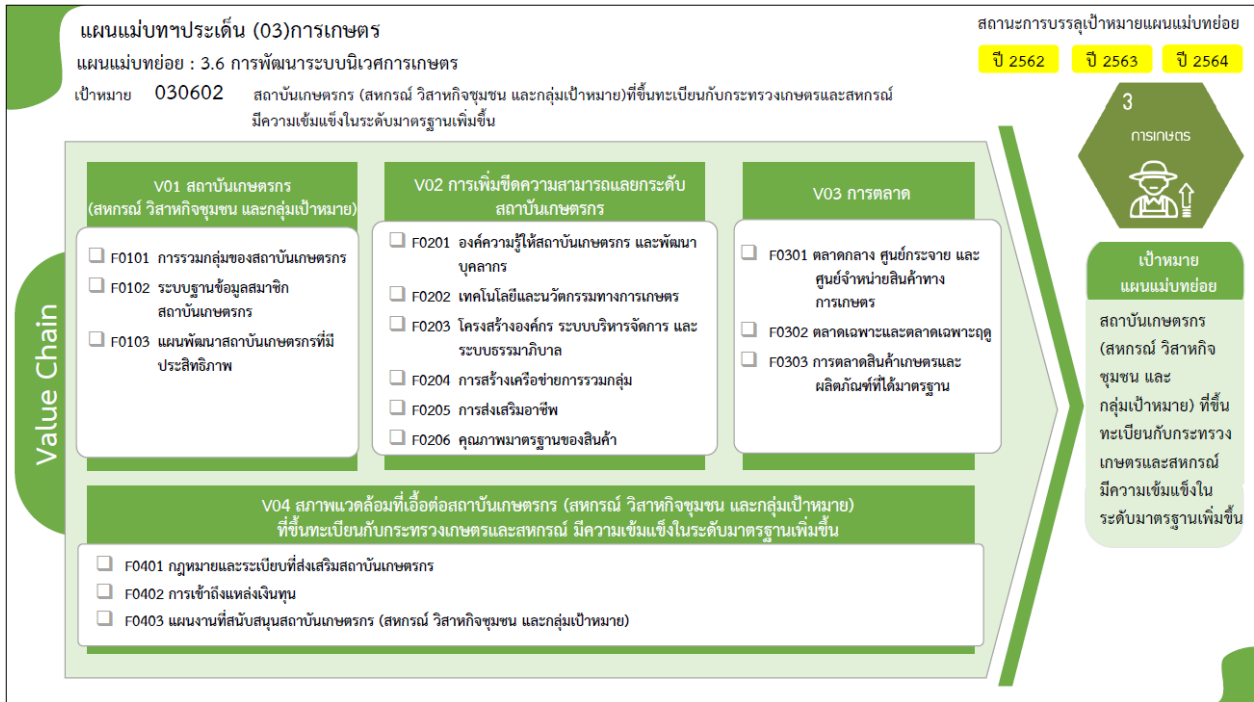 แผนแม่บทฯประเด็น (03)การเกษตร
สถานะการบรรลุเป้าหมายแผนแม่บทย่อย
แผนแม่บทย่อย : 3.6 การพัฒนาระบบนิเวศการเกษตร
ปี 2562 ปี 2563 ปี 2564
เป้าหมาย 030602 สถาบันเกษตรกร (สหกรณ์ วิสาหกิจชุมชน และกลุ่มเป้าหมาย)ที่ขึ้นทะเบียนกับกระทรวงเกษตรและสหกรณ์
มีความเข้มแข็งในระดับมาตรฐานเพิ่มขึ้น
Value Chain
V01 สถาบันเกษตรกร
(สหกรณ์ วิสาหกิจชุมชน และกลุ่มเป้าหมาย)
F0101 การรวมกลุ่มของสถาบันเกษตรกร
F0102 ระบบฐานข้อมูลสมาชิก
สถาบันเกษตรกร
F0103 แผนพัฒนาสถาบันเกษตรกรที่มี
ประสิทธิภาพ
V02 การเพิ่มขีดความสามารถแลยกระดับ
สถาบันเกษตรกร
F0201 องค์ความรู้ให้สถาบันเกษตรกร และพัฒนา
บุคลากร
F0202 เทคโนโลยีและนวัตกรรมทางการเกษตร
F0203 โครงสร้างองค์กร ระบบบริหารจัดการ และ
ระบบธรรมาภิบาล
F0204 การสร้างเครือข่ายการรวมกลุ่ม
F0205 การส่งเสริมอาชีพ
F0206 คุณภาพมาตรฐานของสินค้า
V03 การตลาด
F0301 ตลาดกลาง ศูนย์กระจาย และ
ศูนย์จำหน่ายสินค้าทาง
การเกษตร
F0302 ตลาดเฉพาะและตลาดเฉพาะฤดู
F0303 การตลาดสินค้าเกษตรและ
ผลิตภัณฑ์ที่ได้มาตรฐาน
V04 สภาพแวดล้อมที่เอื้อต่อสถาบันเกษตรกร (สหกรณ์ วิสาหกิจชุมชน และกลุ่มเป้าหมาย)
ที่ขึ้นทะเบียนกับกระทรวงเกษตรและสหกรณ์ มีความเข้มแข็งในระดับมาตรฐานเพิ่มขึ้น
F0401 กฎหมายและระเบียบที่ส่งเสริมสถาบันเกษตรกร
F0402 การเข้าถึงแหล่งเงินทุน
F0403 แผนงานที่สนับสนุนสถาบันเกษตรกร (สหกรณ์ วิสาหกิจชุมชน และกลุ่มเป้าหมาย)
3
การเกษตร
เป้าหมาย
แผนแม่บทย่อย
สถาบันเกษตรกร
(สหกรณ์ วิสาหกิจ
ชุมชน และ
กลุ่มเป้าหมาย) ที่ขึ้น
ทะเบียนกับกระทรวง
เกษตรและสหกรณ์
มีความเข้มแข็งใน
ระดับมาตรฐานเพิ่มขึ้น